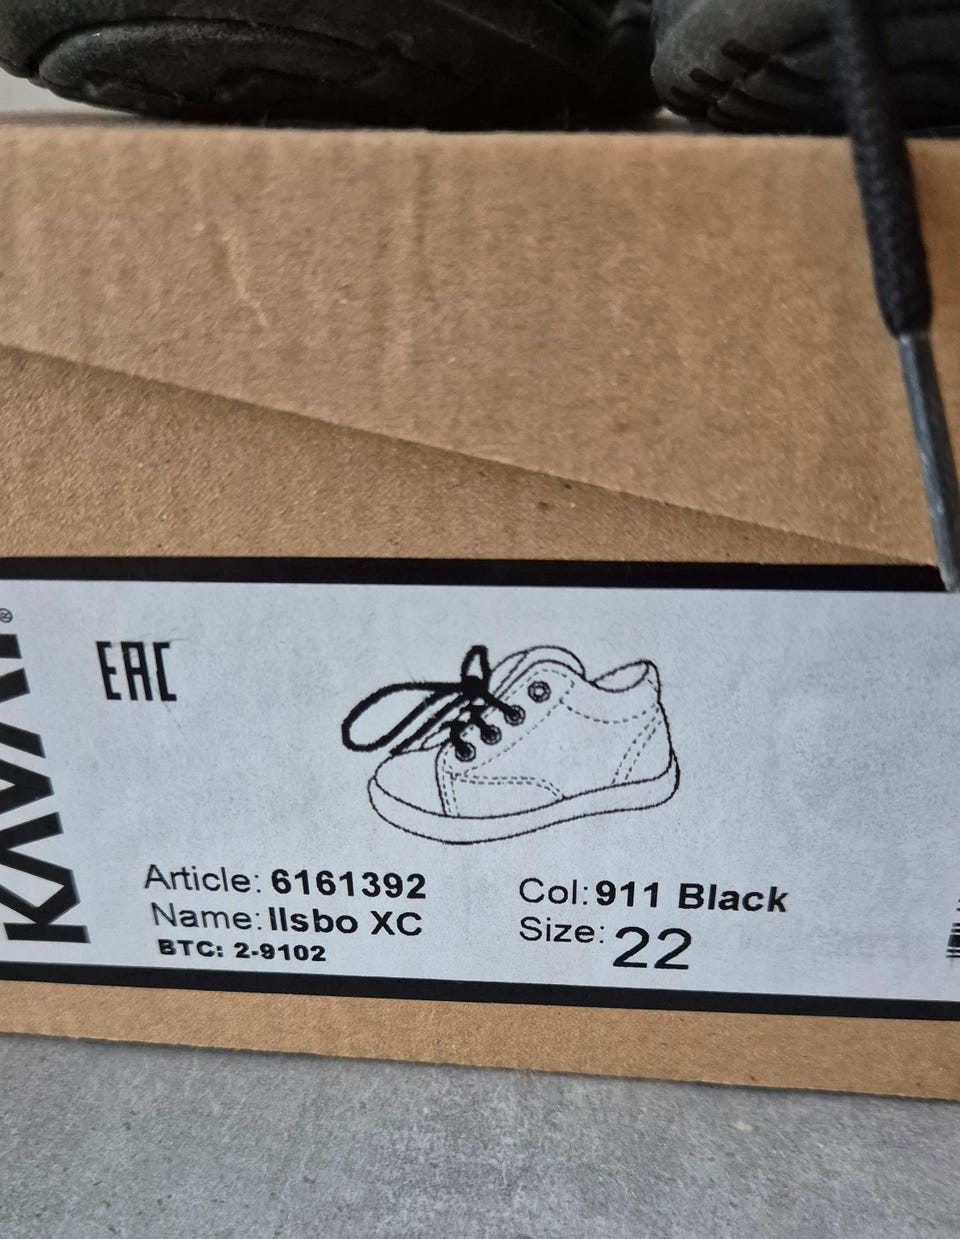 KAVAT®
EAC
Article: 6161392
Name: Ilsbo XC
BTC: 2-9102
Col: 911 Black
Size: 22